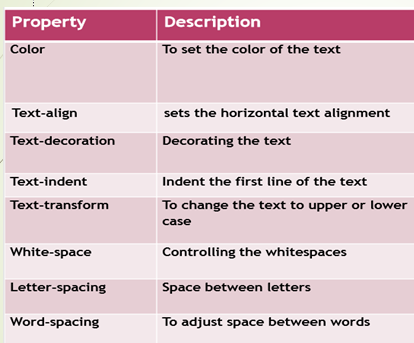 Property Description
Color To set the color of the text
Text-align sets the horizontal text alignment
Text-decoration Decorating the text
Text-indent Indent the first line of the text
Text-transform To change the text to upper or lower
case
White-space Controlling the whitespaces
Letter-spacing Space between letters
Word-spacing To adjust space between words